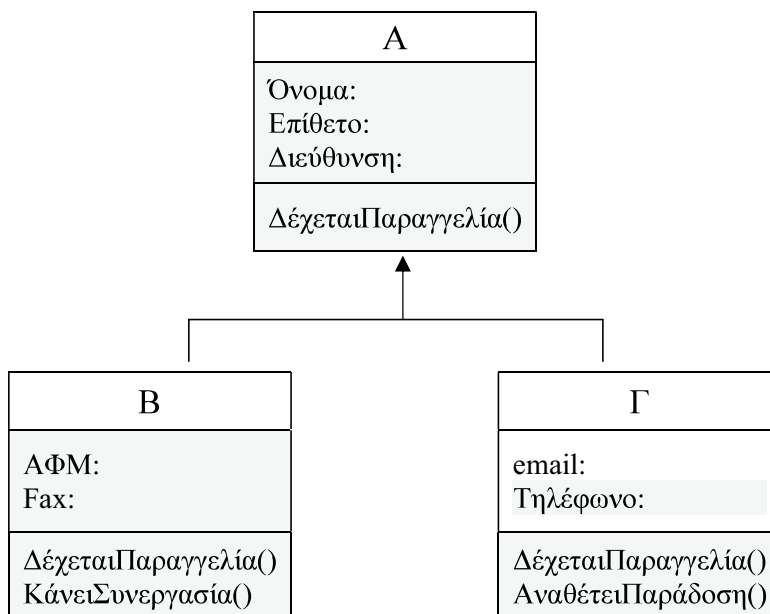 Α
Όνομα:
Επίθετο:
Διεύθυνση:
ΔέχεταιΠαραγγελία()
Β
ΑΦΜ:
Fax:
ΔέχεταιΠαραγγελία()
ΚάνειΣυνεργασία()
Γ
email:
Τηλέφωνο:
ΔέχεταιΠαραγγελία()
ΑναθέτειΠαράδοση()